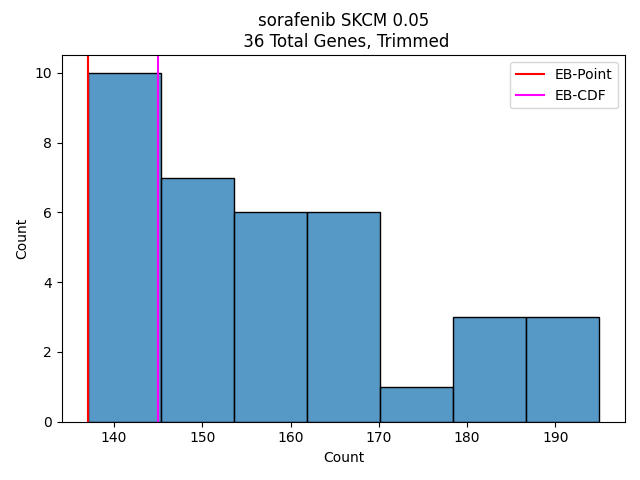 sorafenib SKCM 0.05
36 Total Genes, Trimmed
EB-Point
EB-CDF
Count
10
8
6
4
2
0
140 150 160 170 180 190
Count